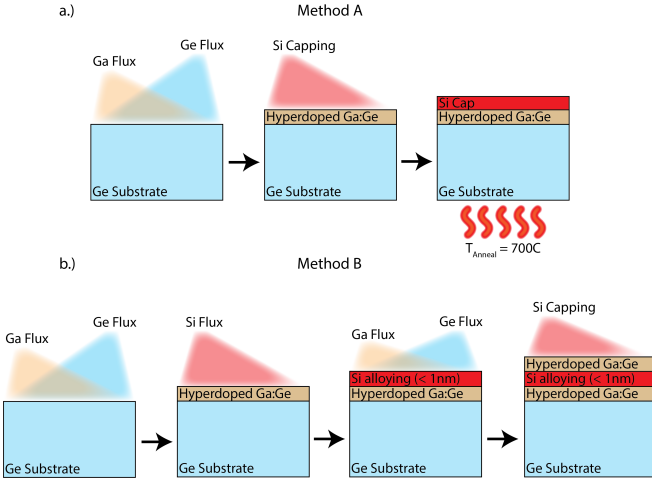 a.)
Method A
Ga Flux
Ge Flux
Ge Substrate
Si Capping
Hyperdoped Ga:Ge
Ge Substrate
Si Cap
Hyperdoped Ga:Ge
Ge Substrate
T_Anneal = 700C
b.)
Method B
Ga Flux
Ge Flux
Ge Substrate
Si Flux
Hyperdoped Ga:Ge
Ge Substrate
Ga Flux
Ge Flux
Si alloying (< 1nm)
Hyperdoped Ga:Ge
Ge Substrate
Si Capping
Hyperdoped Ga:Ge
Si alloying (< 1nm)
Hyperdoped Ga:Ge
Ge Substrate